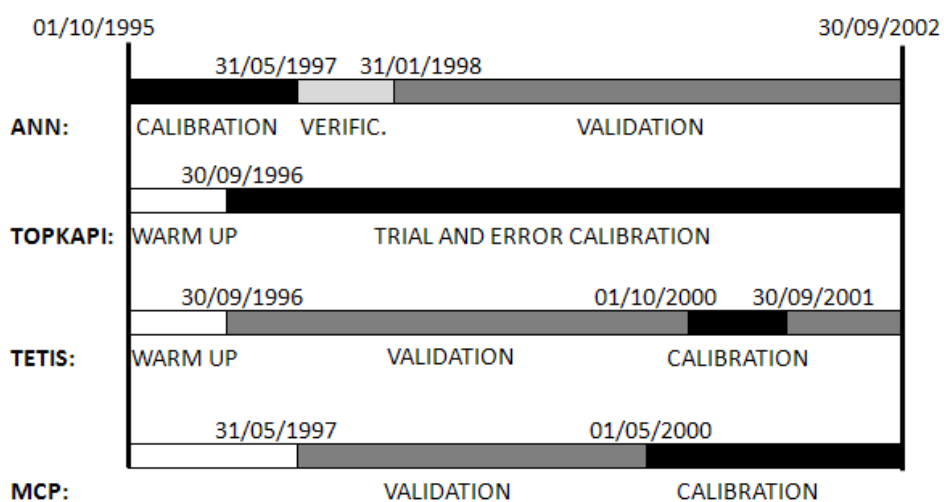 01/10/1995 30/09/2002
31/05/1997 31/01/1998
ANN: CALIBRATION VERIFIC. VALIDATION
30/09/1996
TOPKAPI: WARM UP TRIAL AND ERROR CALIBRATION
30/09/1996 01/10/2000 30/09/2001
TETIS: WARM UP VALIDATION CALIBRATION
31/05/1997 01/05/2000
MCP: VALIDATION CALIBRATION